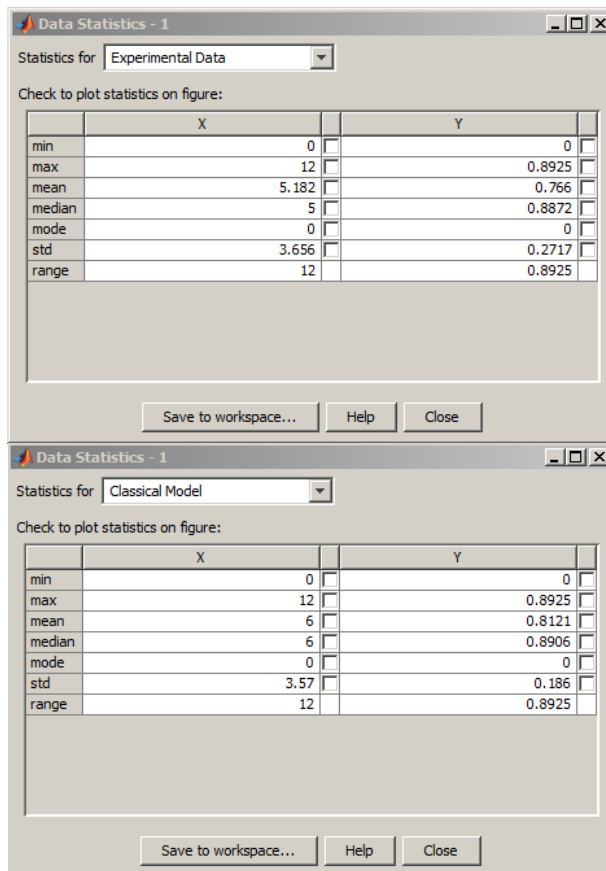 Data Statistics - 1
Statistics for Experimental Data
Check to plot statistics on figure:
X Y
min 0 0
max 12 0.8925
mean 5.182 0.766
median 5 0.8872
mode 0 0
std 3.656 0.2717
range 12 0.8925
Save to workspace... Help Close
Data Statistics - 1
Statistics for Classical Model
Check to plot statistics on figure:
X Y
min 0 0
max 12 0.8925
mean 6 0.8121
median 6 0.8906
mode 0 0
std 3.57 0.186
range 12 0.8925
Save to workspace... Help Close